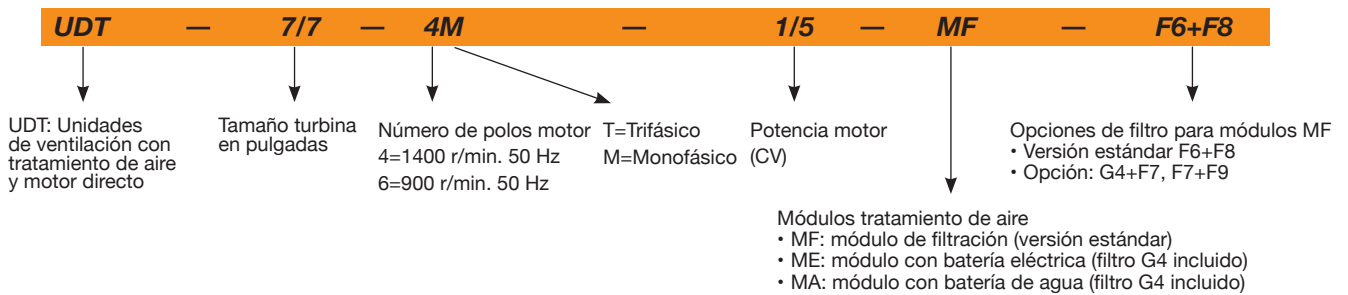 UDT — 7/7 — 4M — 1/5 — MF — F6+F8
UDT: Unidades
de ventilación con
tratamiento de aire
y motor directo
Tamaño turbina
en pulgadas
Número de polos motor
4=1400 r/min. 50 Hz
6=900 r/min. 50 Hz
T=Trifásico
M=Monofásico
Potencia motor
(CV)
Opciones de filtro para módulos MF
• Versión estándar F6+F8
• Opción: G4+F7, F7+F9
Módulos tratamiento de aire
• MF: módulo de filtración (versión estándar)
• ME: módulo con batería eléctrica (filtro G4 incluido)
• MA: módulo con batería de agua (filtro G4 incluido)